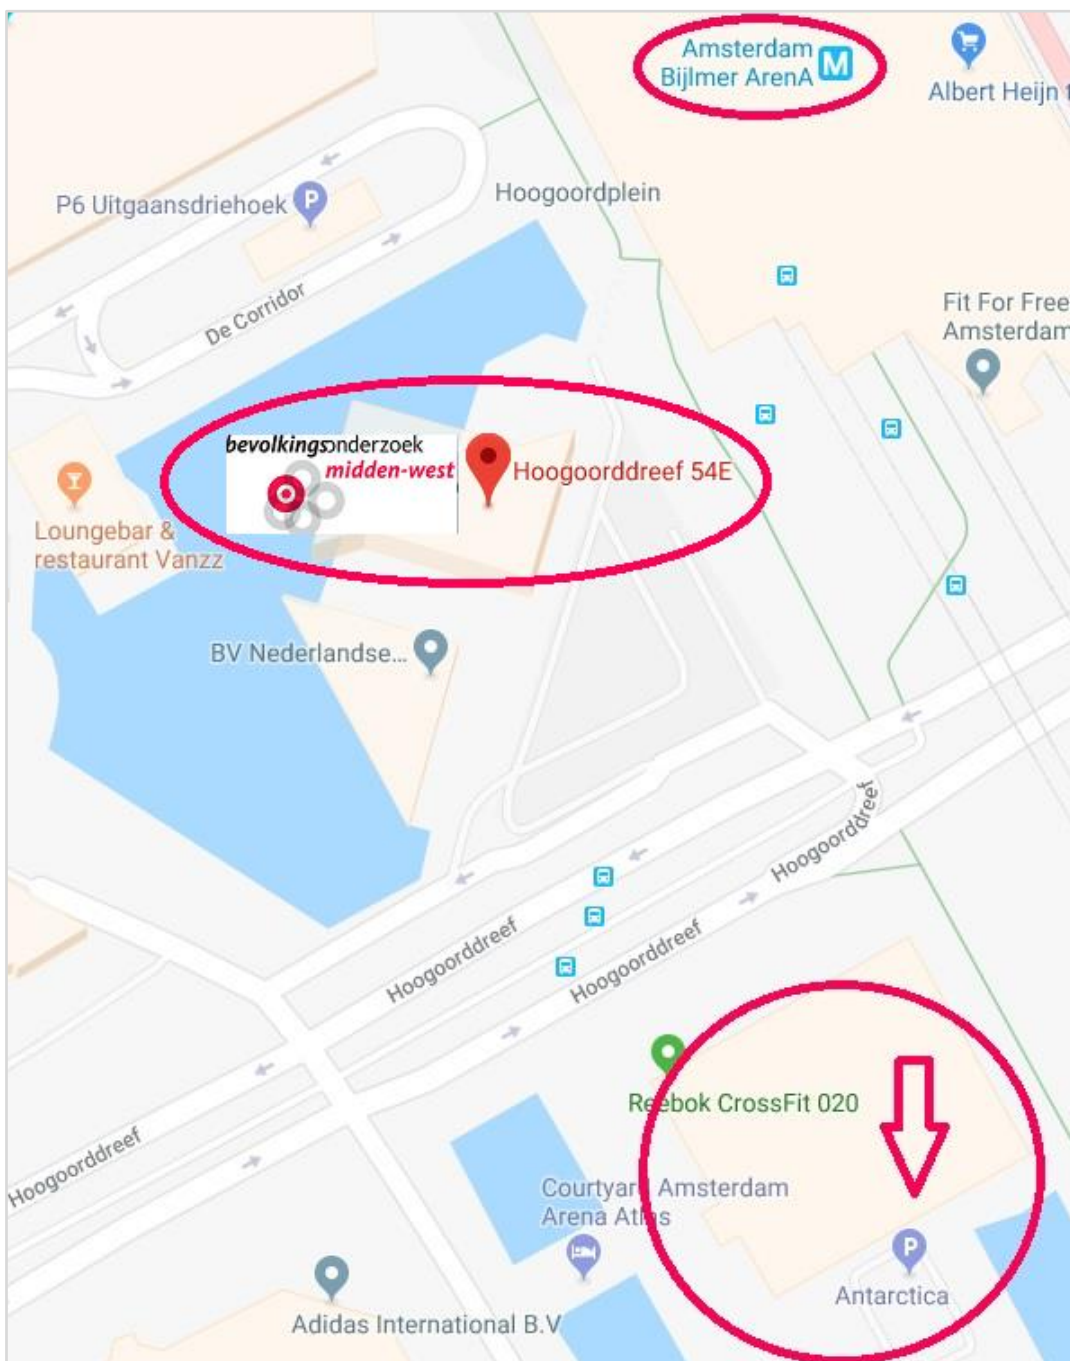 Amsterdam
Bijlmer ArenA M
Albert Heijn t
P6 Uitgaansdriehoek P
Hoogoordplein
De Corridor
Fit For Free
Amsterdam
bevolkingsonderzoek
midden-west
Hoogoorddreef 54E
Loungebar &
restaurant Vanzz
BV Nederlandse...
Hoogoorddreef
Hoogoorddreef
Hoogoorddreef
Reebok CrossFit 020
Hoogoorddreef
Courtyard Amsterdam
Arena Atlas
P
Antarctica
Adidas International B.V